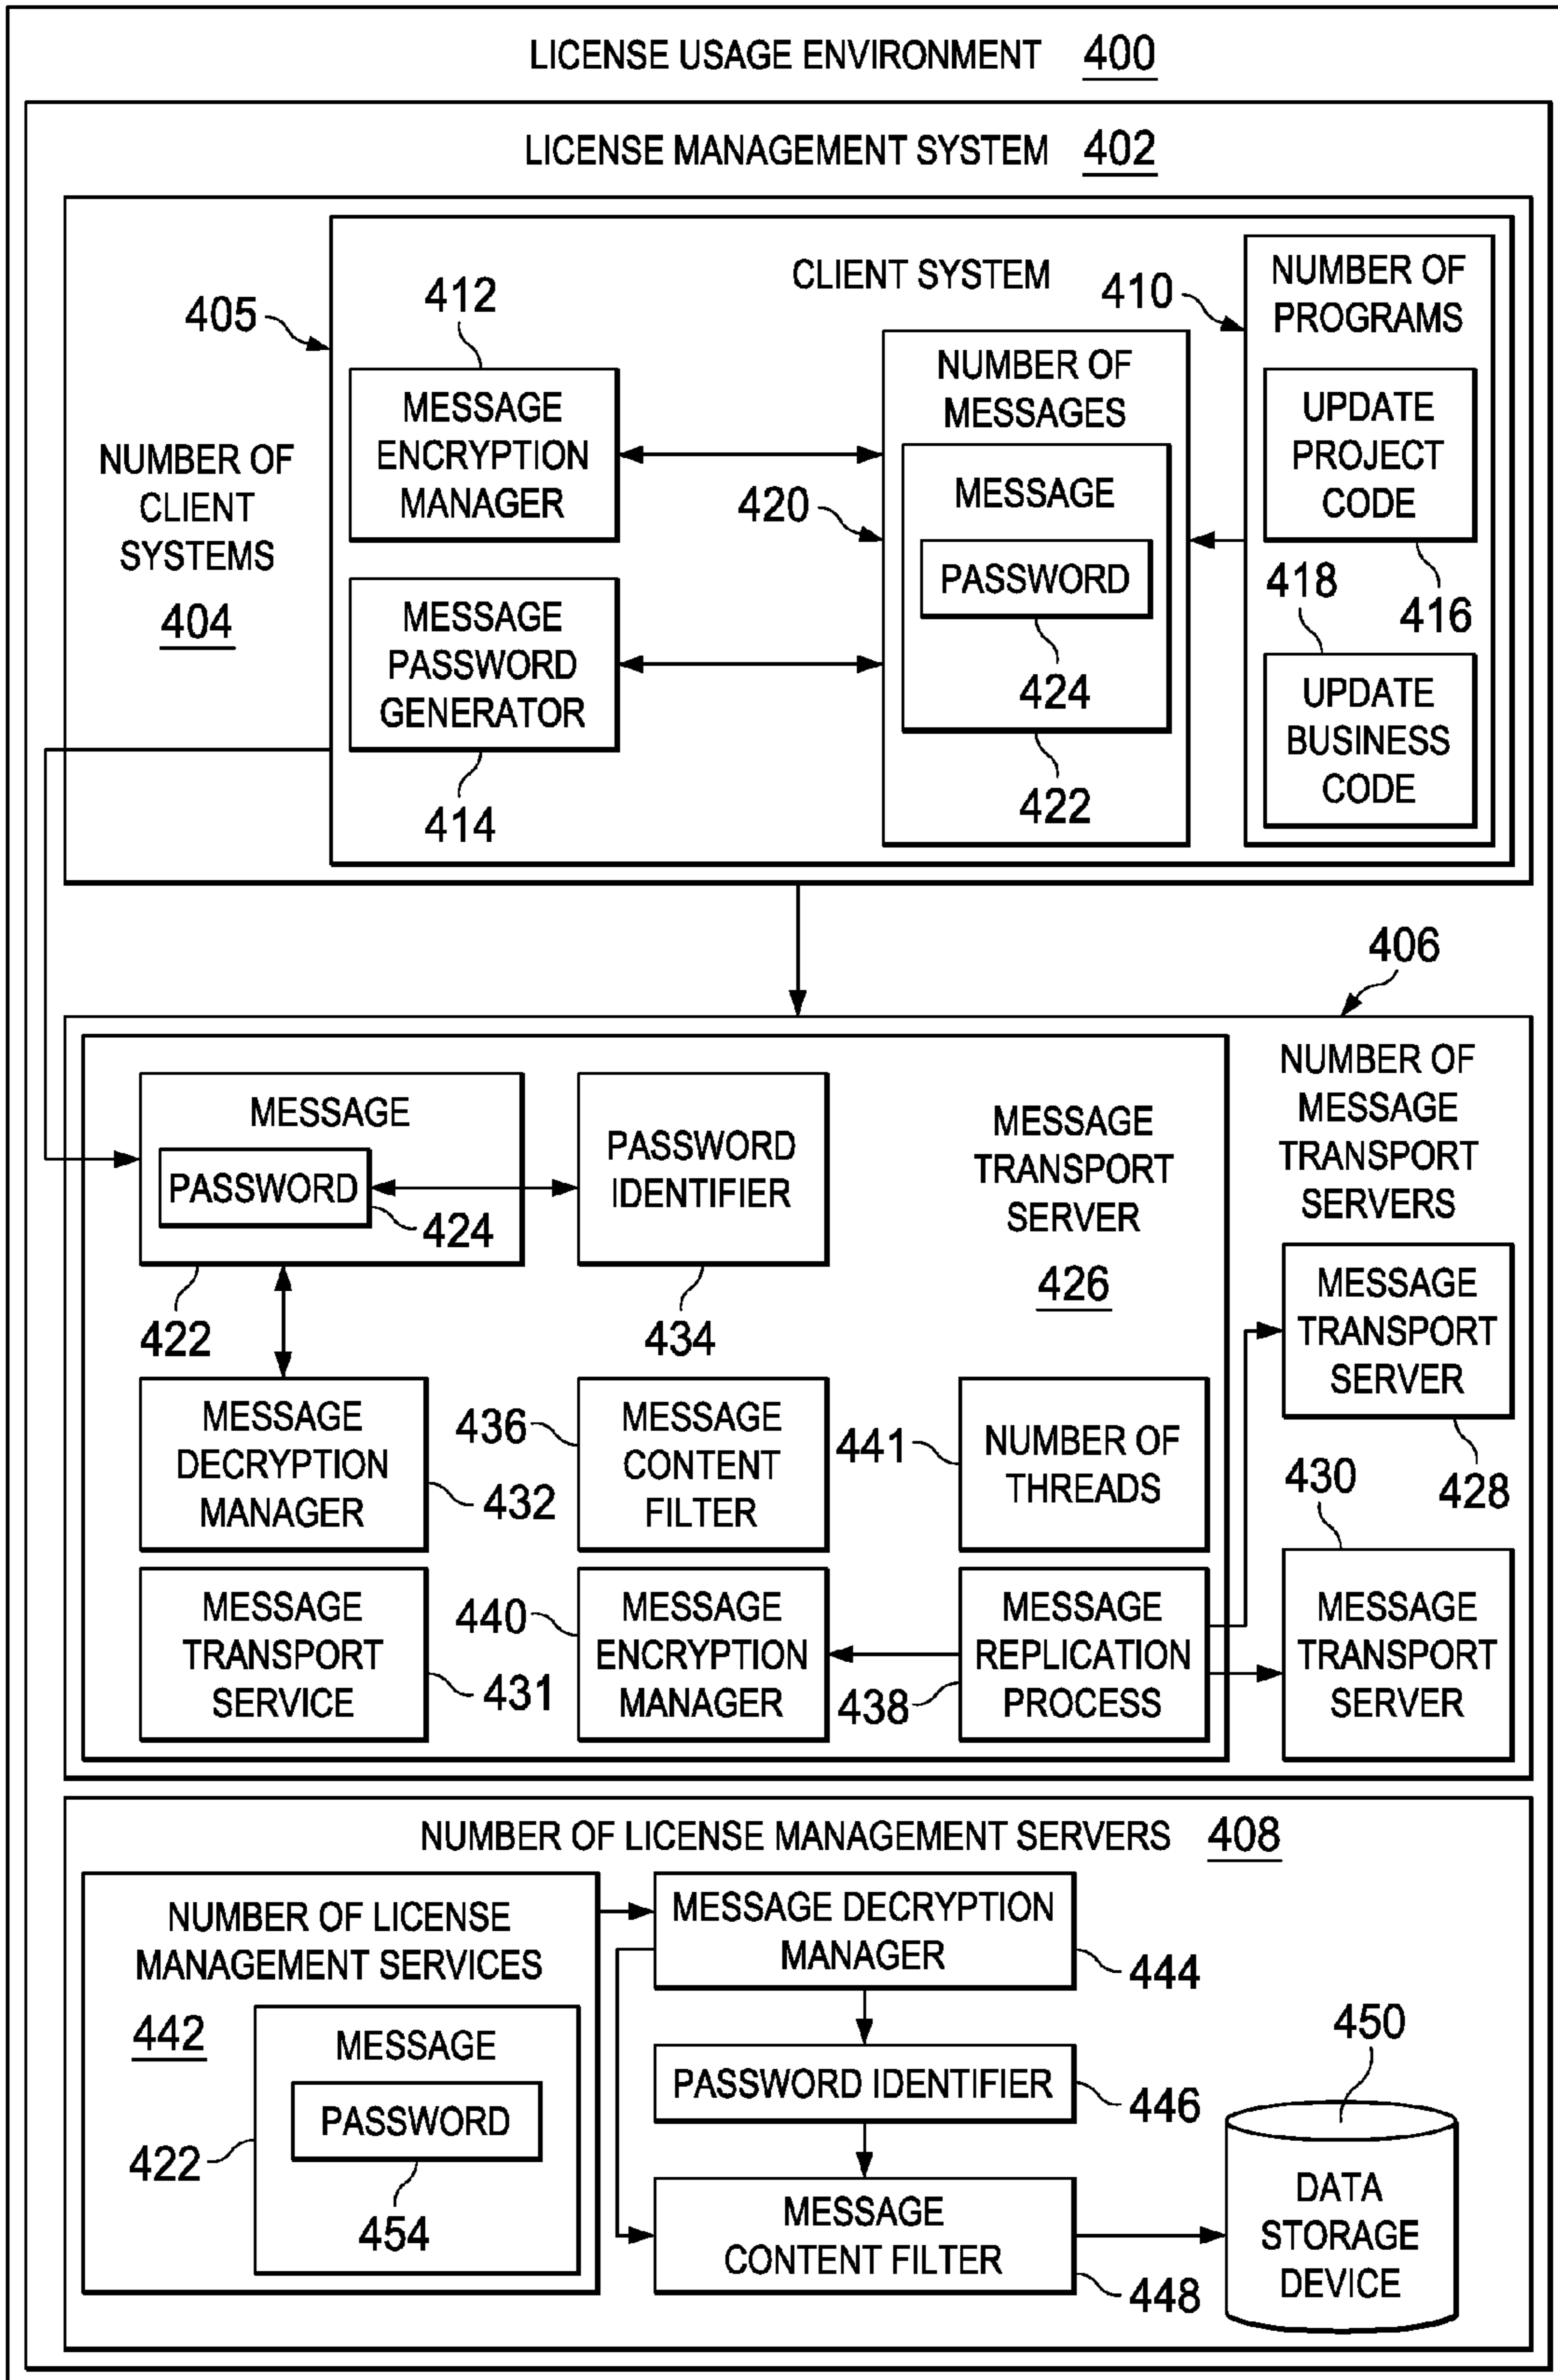 LICENSE USAGE ENVIRONMENT 400
LICENSE MANAGEMENT SYSTEM 402
NUMBER OF
CLIENT
SYSTEMS
404
405
CLIENT SYSTEM
412
MESSAGE
ENCRYPTION
MANAGER
MESSAGE
PASSWORD
GENERATOR
414
NUMBER OF
MESSAGES
420
MESSAGE
PASSWORD
424
422
410
NUMBER OF
PROGRAMS
UPDATE
PROJECT
CODE
416
418
UPDATE
BUSINESS
CODE
406
MESSAGE
PASSWORD
424
422
PASSWORD
IDENTIFIER
434
MESSAGE
TRANSPORT
SERVER
426
NUMBER OF
MESSAGE
TRANSPORT
SERVERS
MESSAGE
TRANSPORT
SERVER
428
MESSAGE
DECRYPTION
MANAGER
432
436
MESSAGE
CONTENT
FILTER
441
NUMBER OF
THREADS
430
MESSAGE
TRANSPORT
SERVICE
431
440
MESSAGE
ENCRYPTION
MANAGER
438
MESSAGE
REPLICATION
PROCESS
MESSAGE
TRANSPORT
SERVER
NUMBER OF LICENSE MANAGEMENT SERVERS 408
NUMBER OF LICENSE
MANAGEMENT SERVICES
442
MESSAGE
PASSWORD
422
454
MESSAGE DECRYPTION
MANAGER
444
PASSWORD IDENTIFIER
446
MESSAGE
CONTENT FILTER
448
450
DATA
STORAGE
DEVICE